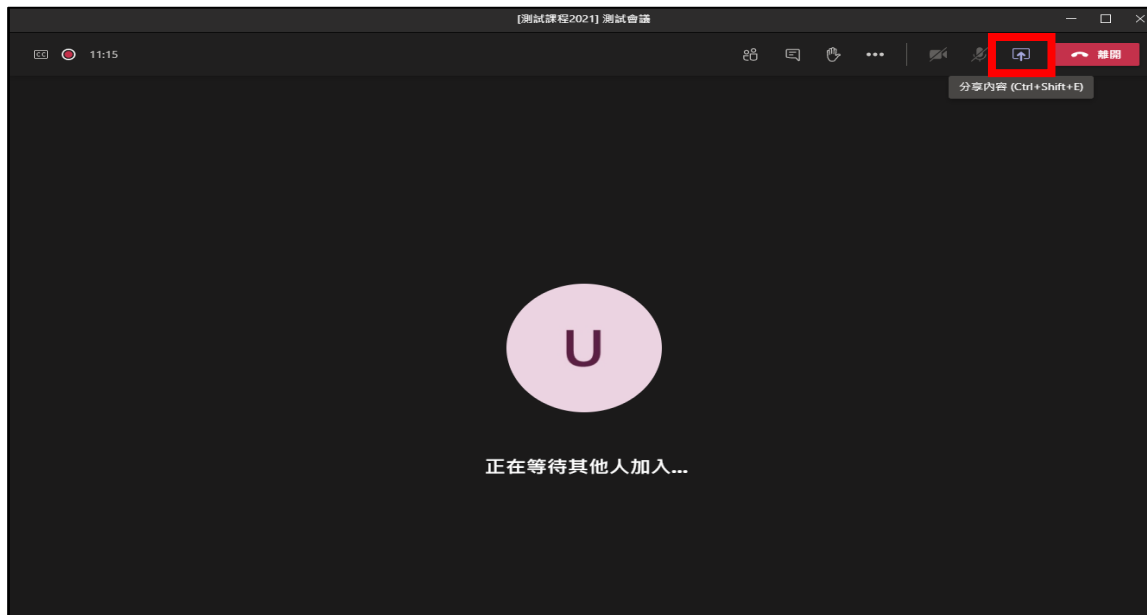 [測試課程2021] 測試會議
CC 11:15 離開
分享內容 (Ctrl+Shift+E)
U
正在等待其他人加入...